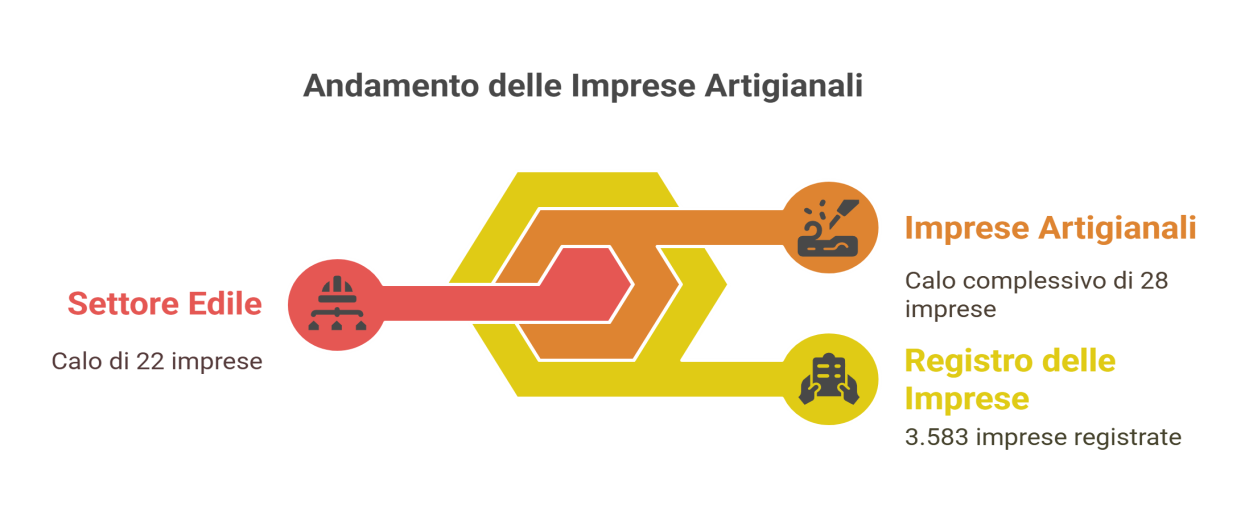 Andamento delle Imprese Artigianali
Settore Edile
Calo di 22 imprese
Imprese Artigianali
Calo complessivo di 28
imprese
Registro delle
Imprese
3.583 imprese registrate